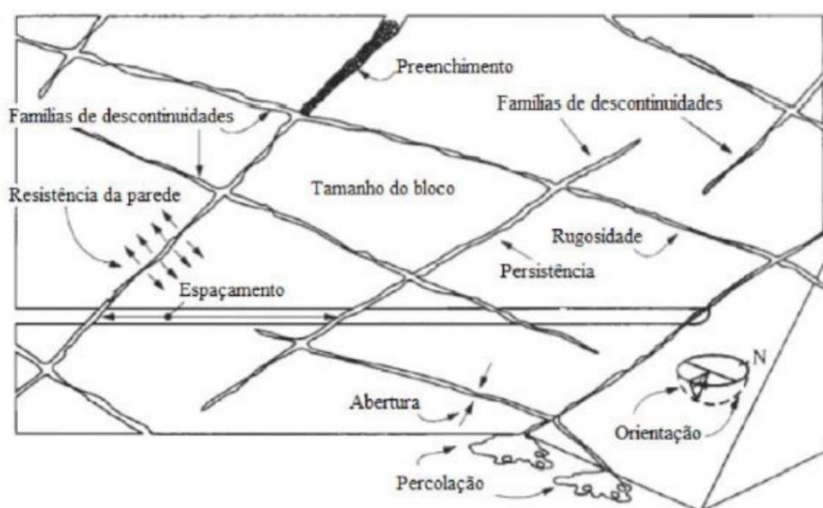 Preenchimento
Famílias de descontinuidades
Famílias de descontinuidades
Resistência da parede
Tamanho do bloco
Rugosidade
Persistência
Espaçamento
N
Abertura
Orientação
Percolação